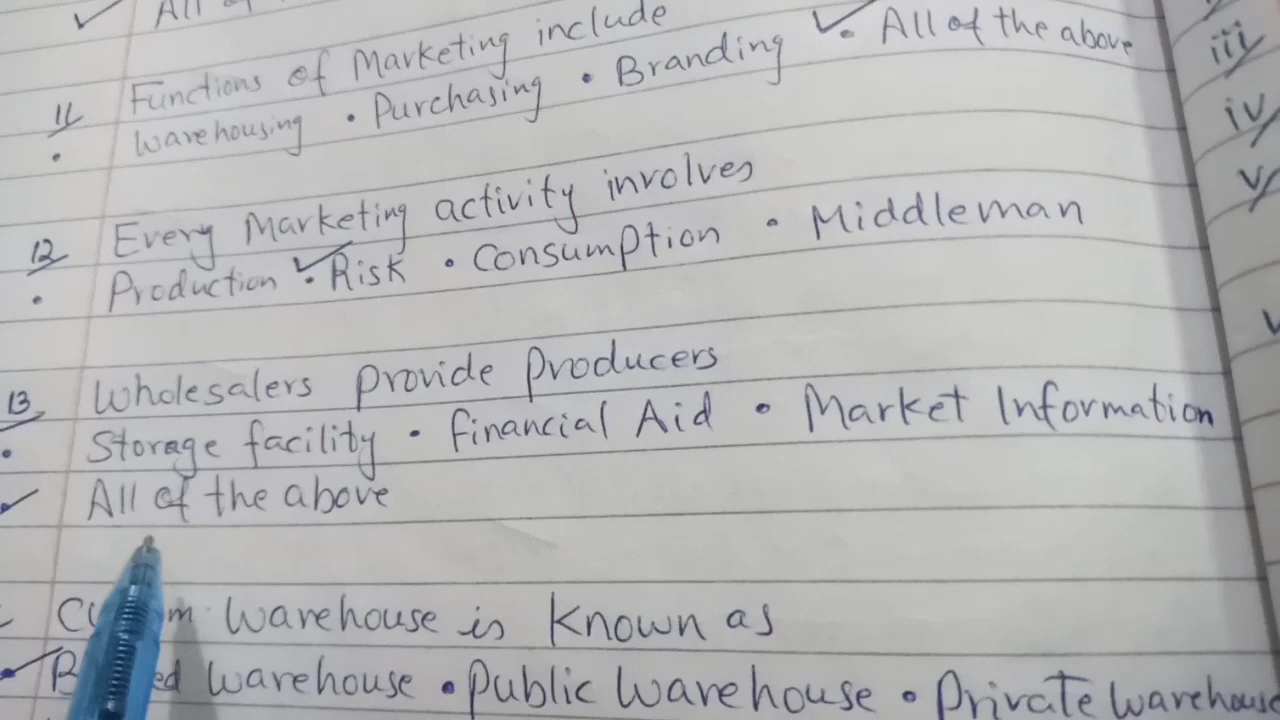 All of
11 Functions of Marketing include
• Warehousing • Purchasing • Branding ✓• All of the above
12 Every Marketing activity involves
• Production ✓• Risk • Consumption • Middleman
13 Wholesalers provide Producers
• Storage facility • Financial Aid • Market Information
✓ All of the above
warehouse is known as
warehouse • Public warehouse • Private warehouse
iii
iv
v